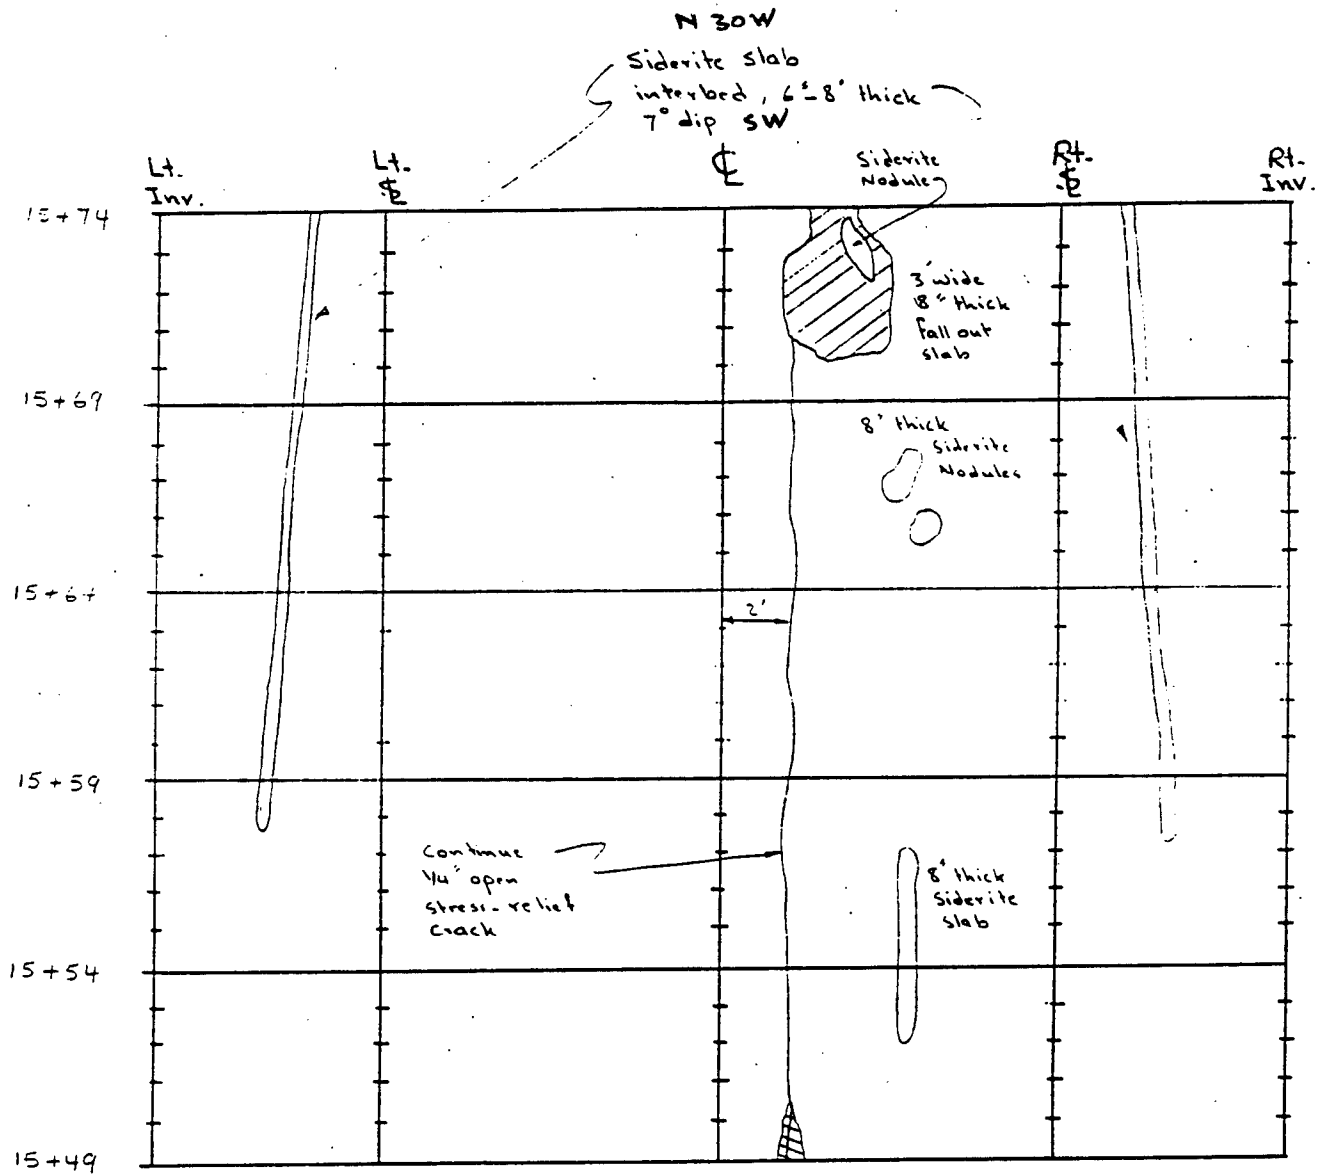 N 30W
Siderite slab
interbed, 6"-8" thick
7° dip SW
Lt.
Inv.
Lt.
℄
Siderite
Nodule
Rt.
Rt.
Inv.
15+74
3' wide
18" thick
fall out
slab
15+69
8" thick
Siderite
Nodules
15+64
2'
15+59
Continue
1/4" open
stress-relief
crack
8" thick
Siderite
slab
15+54
15+49